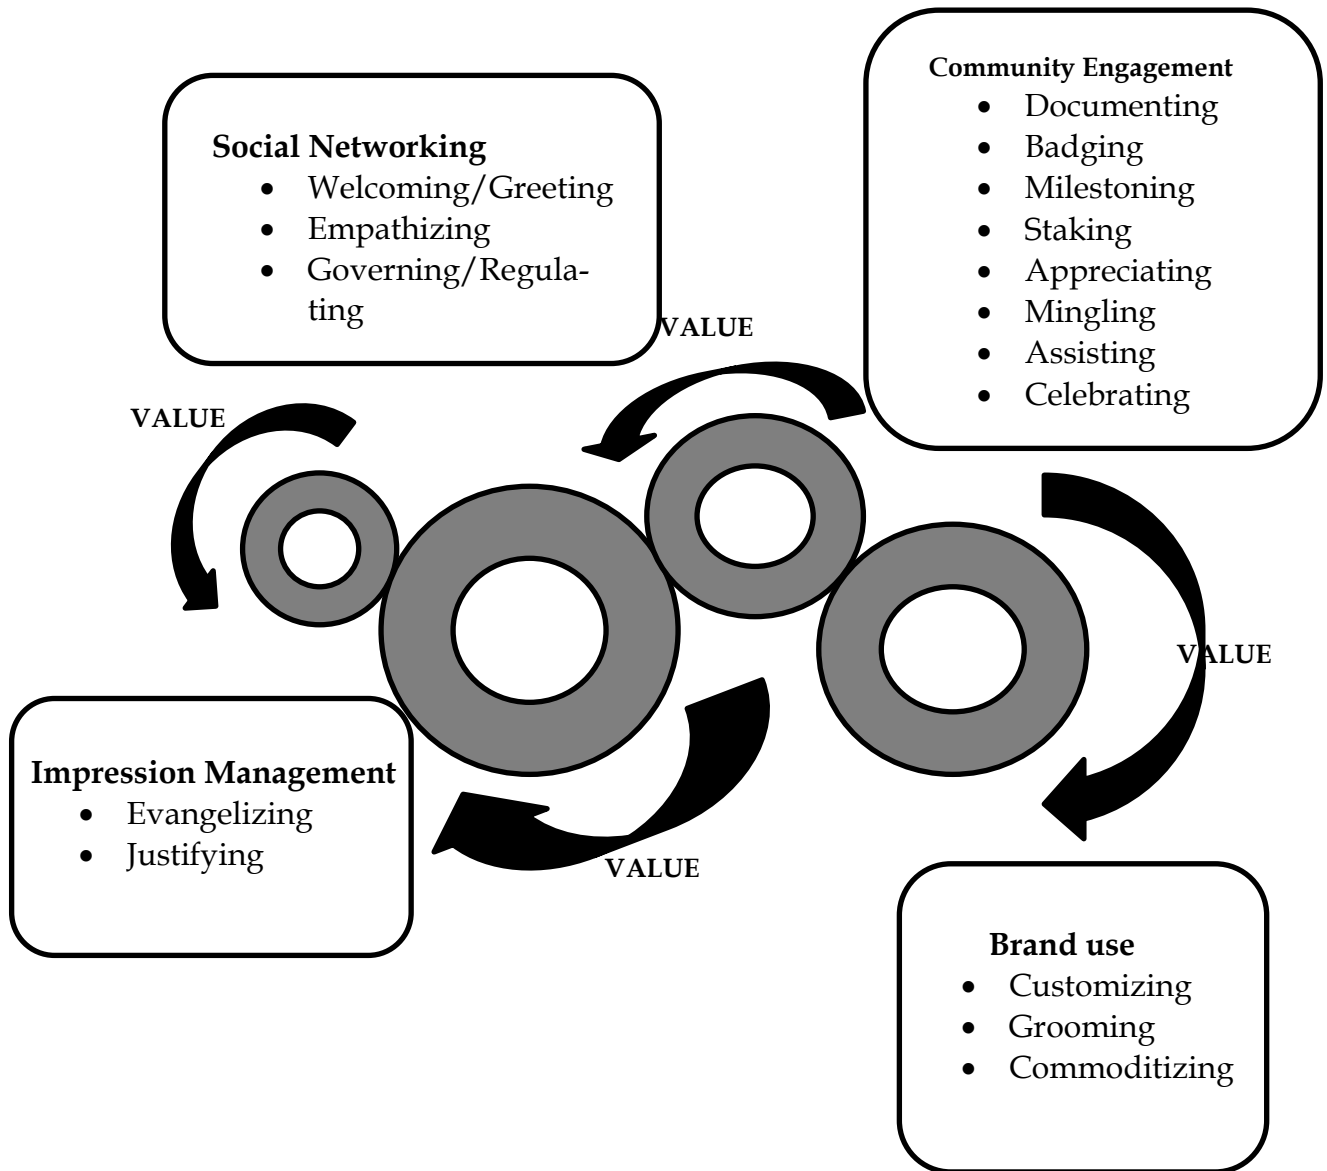 Community Engagement
• Documenting
• Badging
• Milestoning
• Staking
• Appreciating
• Mingling
• Assisting
• Celebrating
Social Networking
• Welcoming/Greeting
• Empathizing
• Governing/Regula-
ting
VALUE
VALUE
VALUE
VALUE
Impression Management
• Evangelizing
• Justifying
Brand use
• Customizing
• Grooming
• Commoditizing